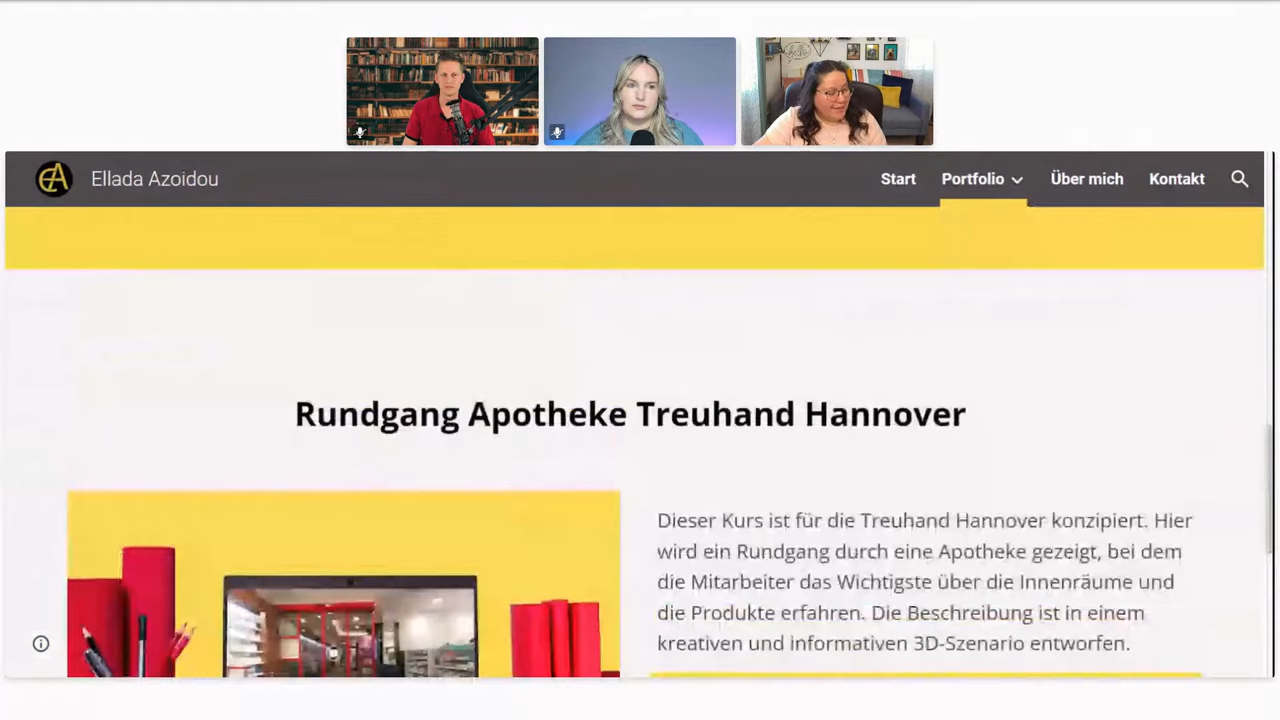 Ellada Azoidou
Start
Portfolio
Über mich
Kontakt
Rundgang Apotheke Treuhand Hannover
Dieser Kurs ist für die Treuhand Hannover konzipiert. Hier
wird ein Rundgang durch eine Apotheke gezeigt, bei dem
die Mitarbeiter das Wichtigste über die Innenräume und
die Produkte erfahren. Die Beschreibung ist in einem
kreativen und informativen 3D-Szenario entworfen.